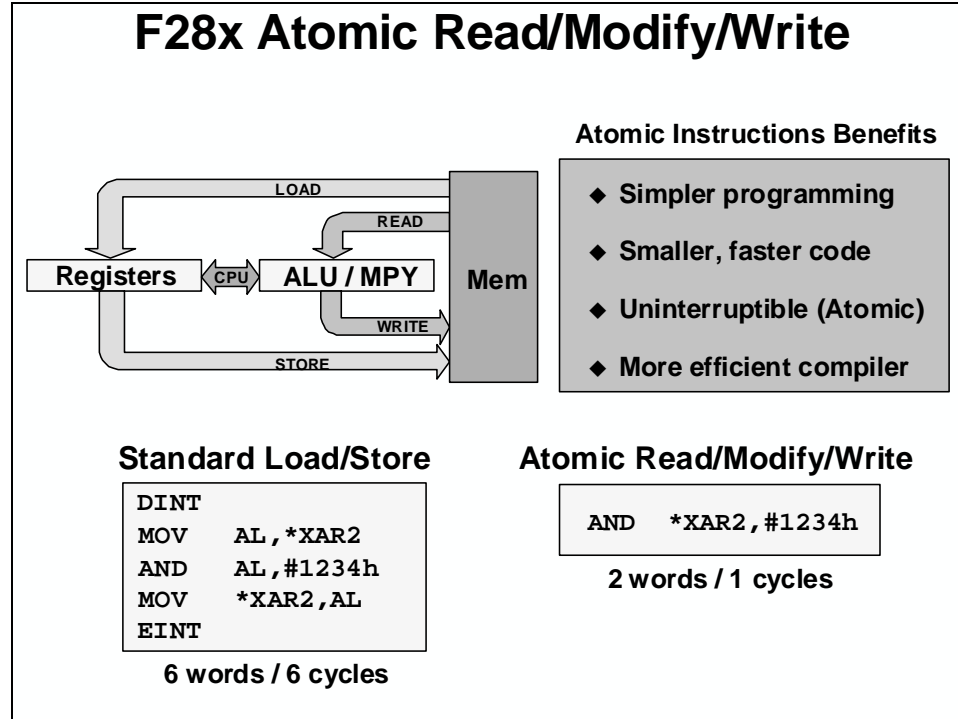 F28x Atomic Read/Modify/Write
LOAD
READ
Registers
CPU
ALU / MPY
Mem
WRITE
STORE
Atomic Instructions Benefits
◆ Simpler programming
◆ Smaller, faster code
◆ Uninterruptible (Atomic)
◆ More efficient compiler
Standard Load/Store
DINT
MOV AL,*XAR2
AND AL,#1234h
MOV *XAR2,AL
EINT
6 words / 6 cycles
Atomic Read/Modify/Write
AND *XAR2,#1234h
2 words / 1 cycles